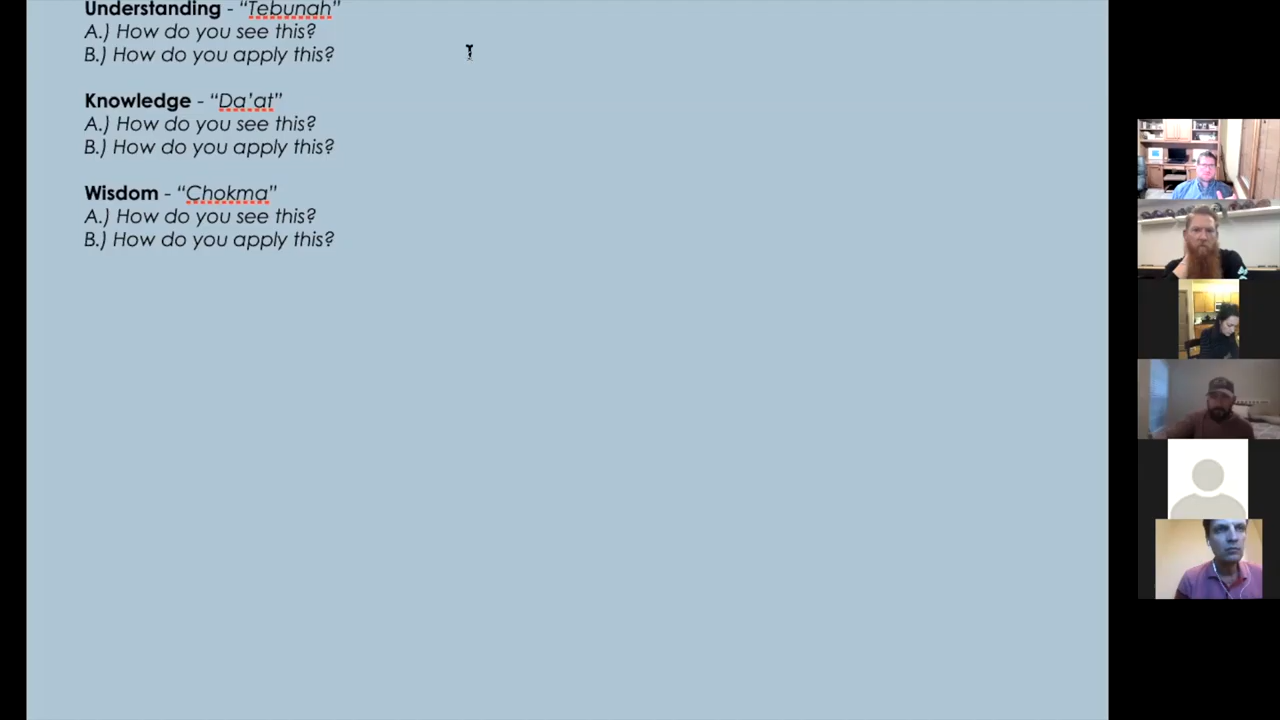 Understanding - “Tebunah”
A.) How do you see this?
B.) How do you apply this?
Knowledge - “Da’at”
A.) How do you see this?
B.) How do you apply this?
Wisdom - “Chokma”
A.) How do you see this?
B.) How do you apply this?